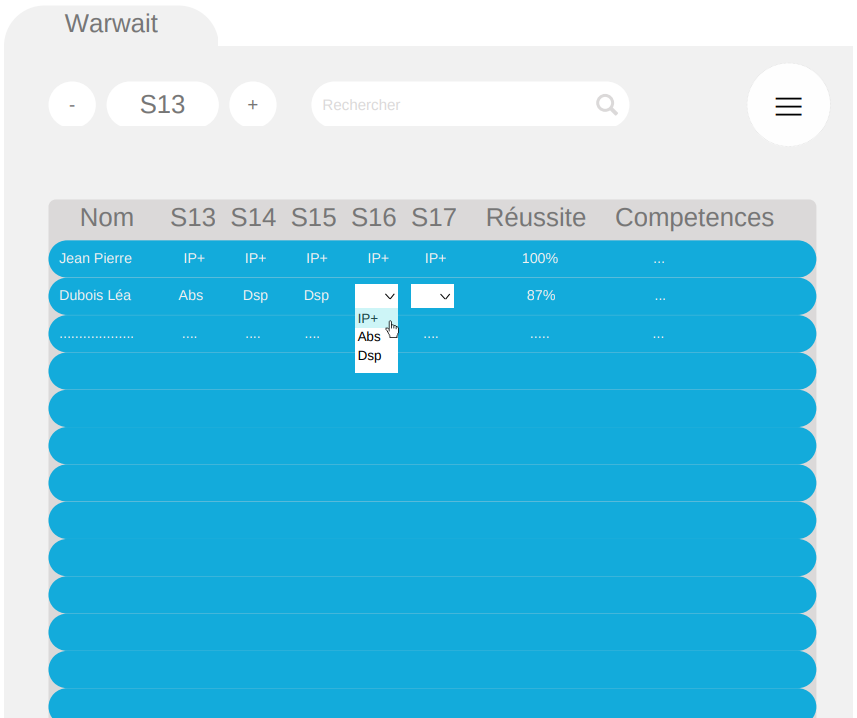 Warwait
- S13 + Rechercher
Nom S13 S14 S15 S16 S17 Réussite Competences
Jean Pierre IP+ IP+ IP+ IP+ IP+ 100% ...
Dubois Léa Abs Dsp Dsp 87% ...
IP+
................... .... .... .... .... ..... ...
Abs
Dsp